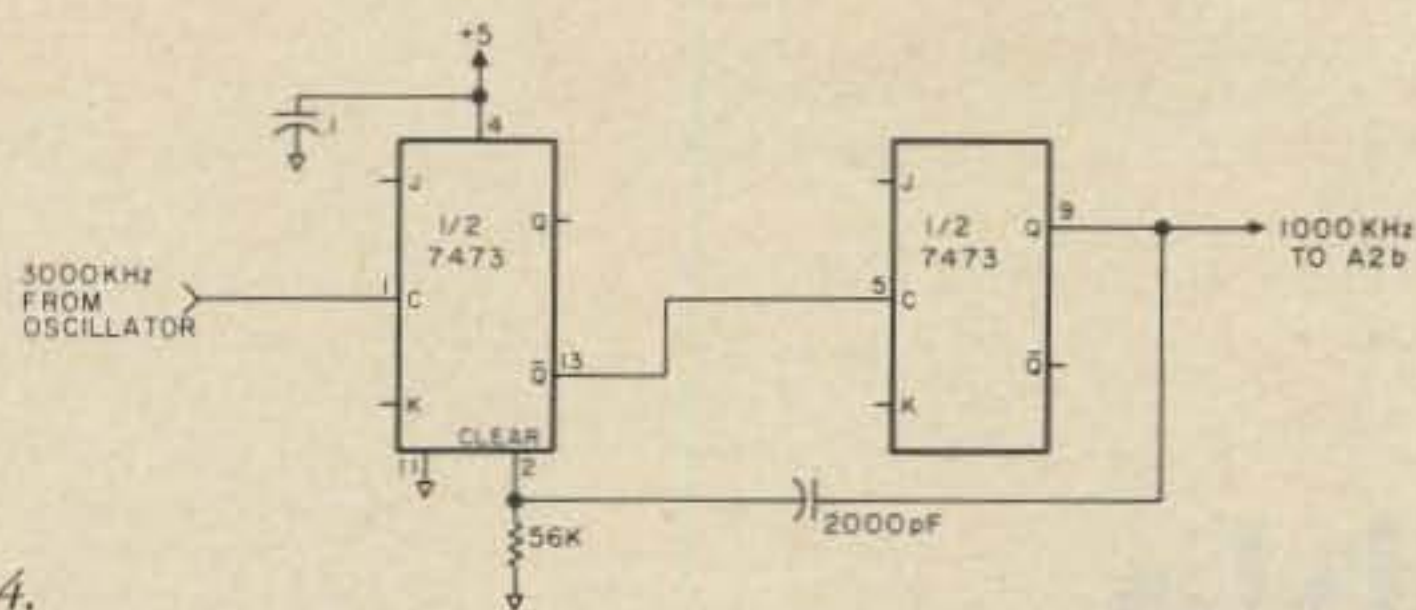 +5
.1
4
J
1/2
7473
Q
3000KHz
FROM
OSCILLATOR
1
C
Q̅
13
K
CLEAR
11
2
56K
2000pF
J
1/2
7473
Q
9
5
C
Q̅
K
1000KHz
TO A2b
4.